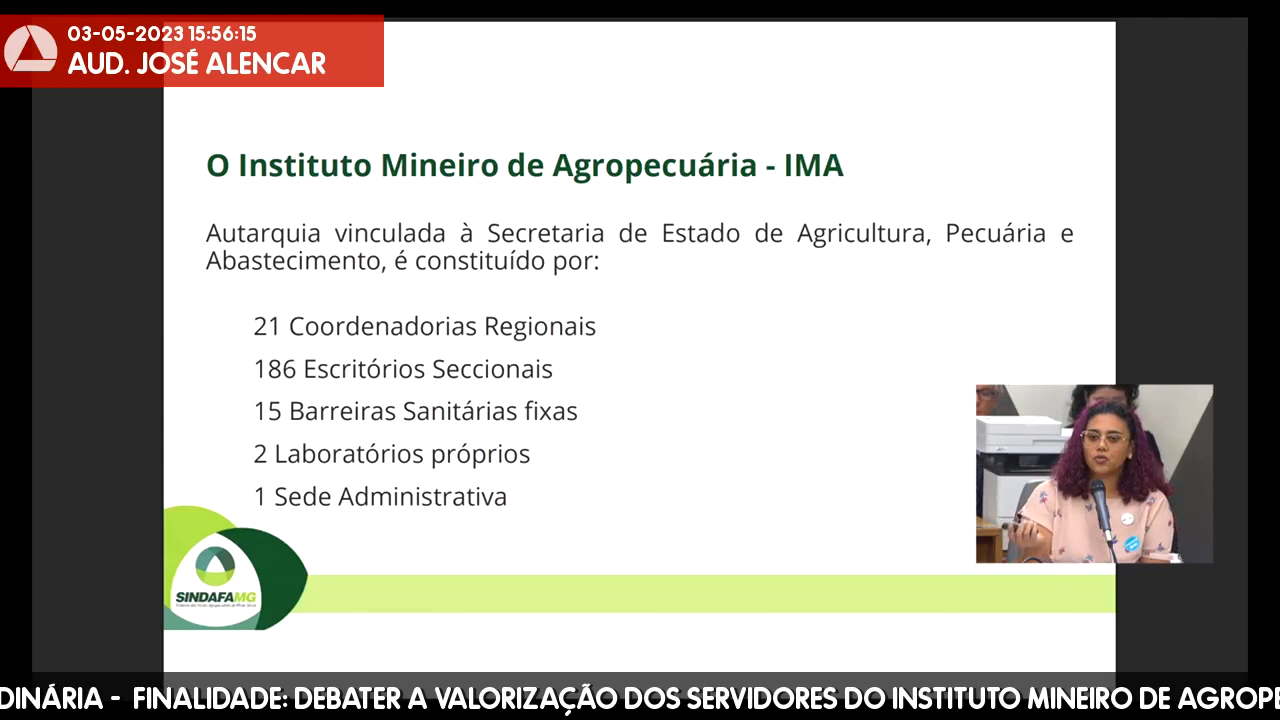 03-05-2023 15:56:15
AUD. JOSÉ ALENCAR
O Instituto Mineiro de Agropecuária - IMA
Autarquia vinculada à Secretaria de Estado de Agricultura, Pecuária e
Abastecimento, é constituído por:
21 Coordenadorias Regionais
186 Escritórios Seccionais
15 Barreiras Sanitárias fixas
2 Laboratórios próprios
1 Sede Administrativa
SINDAFAMG
DINÁRIA - FINALIDADE: DEBATER A VALORIZAÇÃO DOS SERVIDORES DO INSTITUTO MINEIRO DE AGROPE